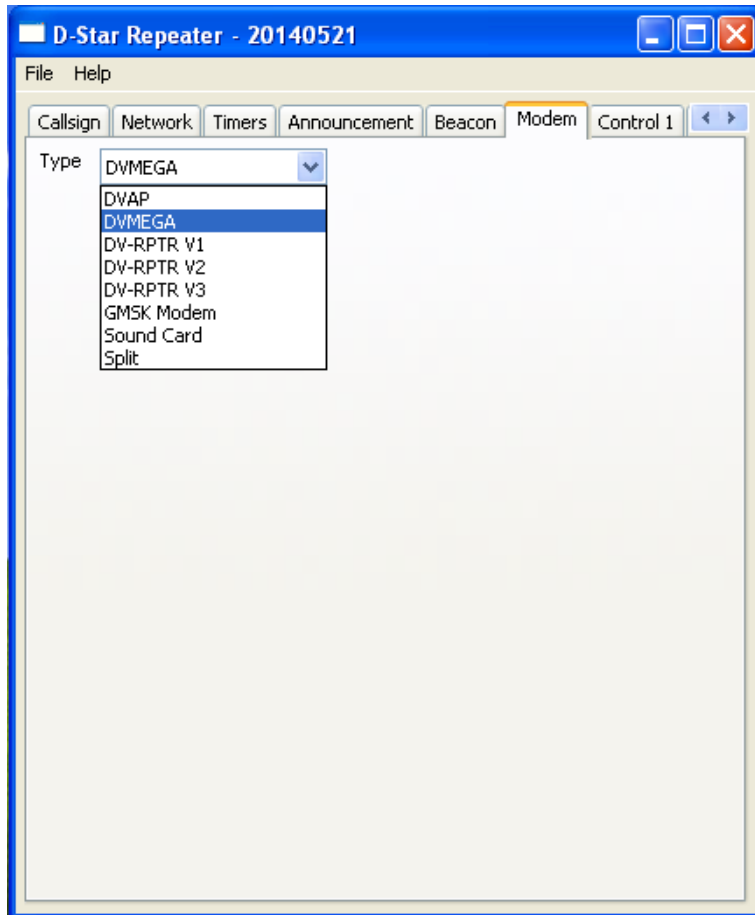 D-Star Repeater - 20140521
File Help
Callsign Network Timers Announcement Beacon Modem Control 1
Type DVMEGA
DVAP
DVMEGA
DV-RPTR V1
DV-RPTR V2
DV-RPTR V3
GMSK Modem
Sound Card
Split